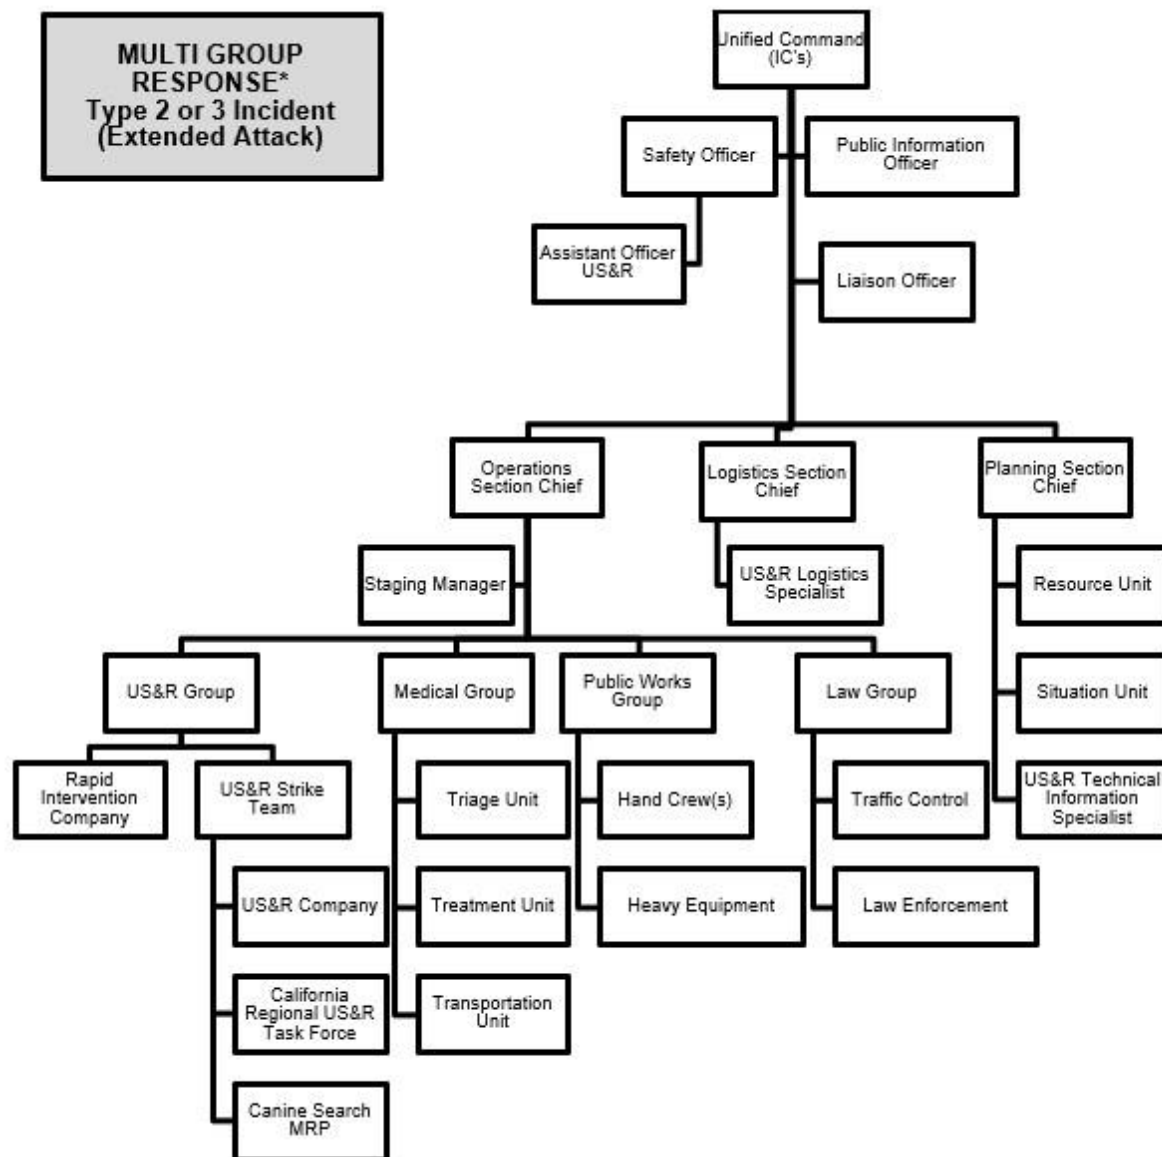 MULTI GROUP
RESPONSE*
Type 2 or 3 Incident
(Extended Attack)
Unified Command
(IC's)
Safety Officer
Public Information
Officer
Assistant Officer
US&R
Liaison Officer
Operations
Section Chief
Logistics Section
Chief
Planning Section
Chief
Staging Manager
US&R Logistics
Specialist
Resource Unit
US&R Group
Medical Group
Public Works
Group
Law Group
Situation Unit
Rapid
Intervention
Company
US&R Strike
Team
Triage Unit
Hand Crew(s)
Traffic Control
US&R Technical
Information
Specialist
US&R Company
Treatment Unit
Heavy Equipment
Law Enforcement
California
Regional US&R
Task Force
Transportation
Unit
Canine Search
MRP